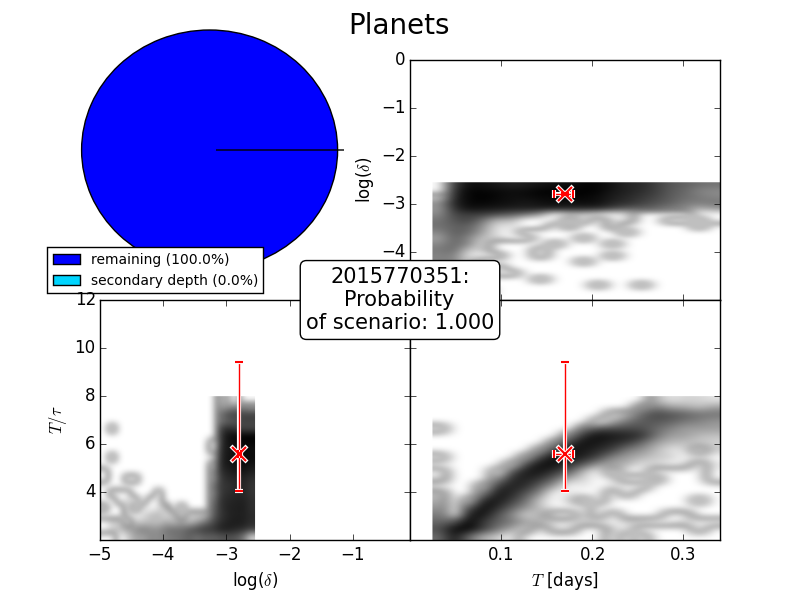 Planets
0
−1
−2
−3
−4
log(δ)
remaining (100.0%)
secondary depth (0.0%)
2015770351:
Probability
of scenario: 1.000
12
10
8
6
4
T/τ
−5
−4
−3
−2
−1
log(δ)
0.1
0.2
0.3
T [days]